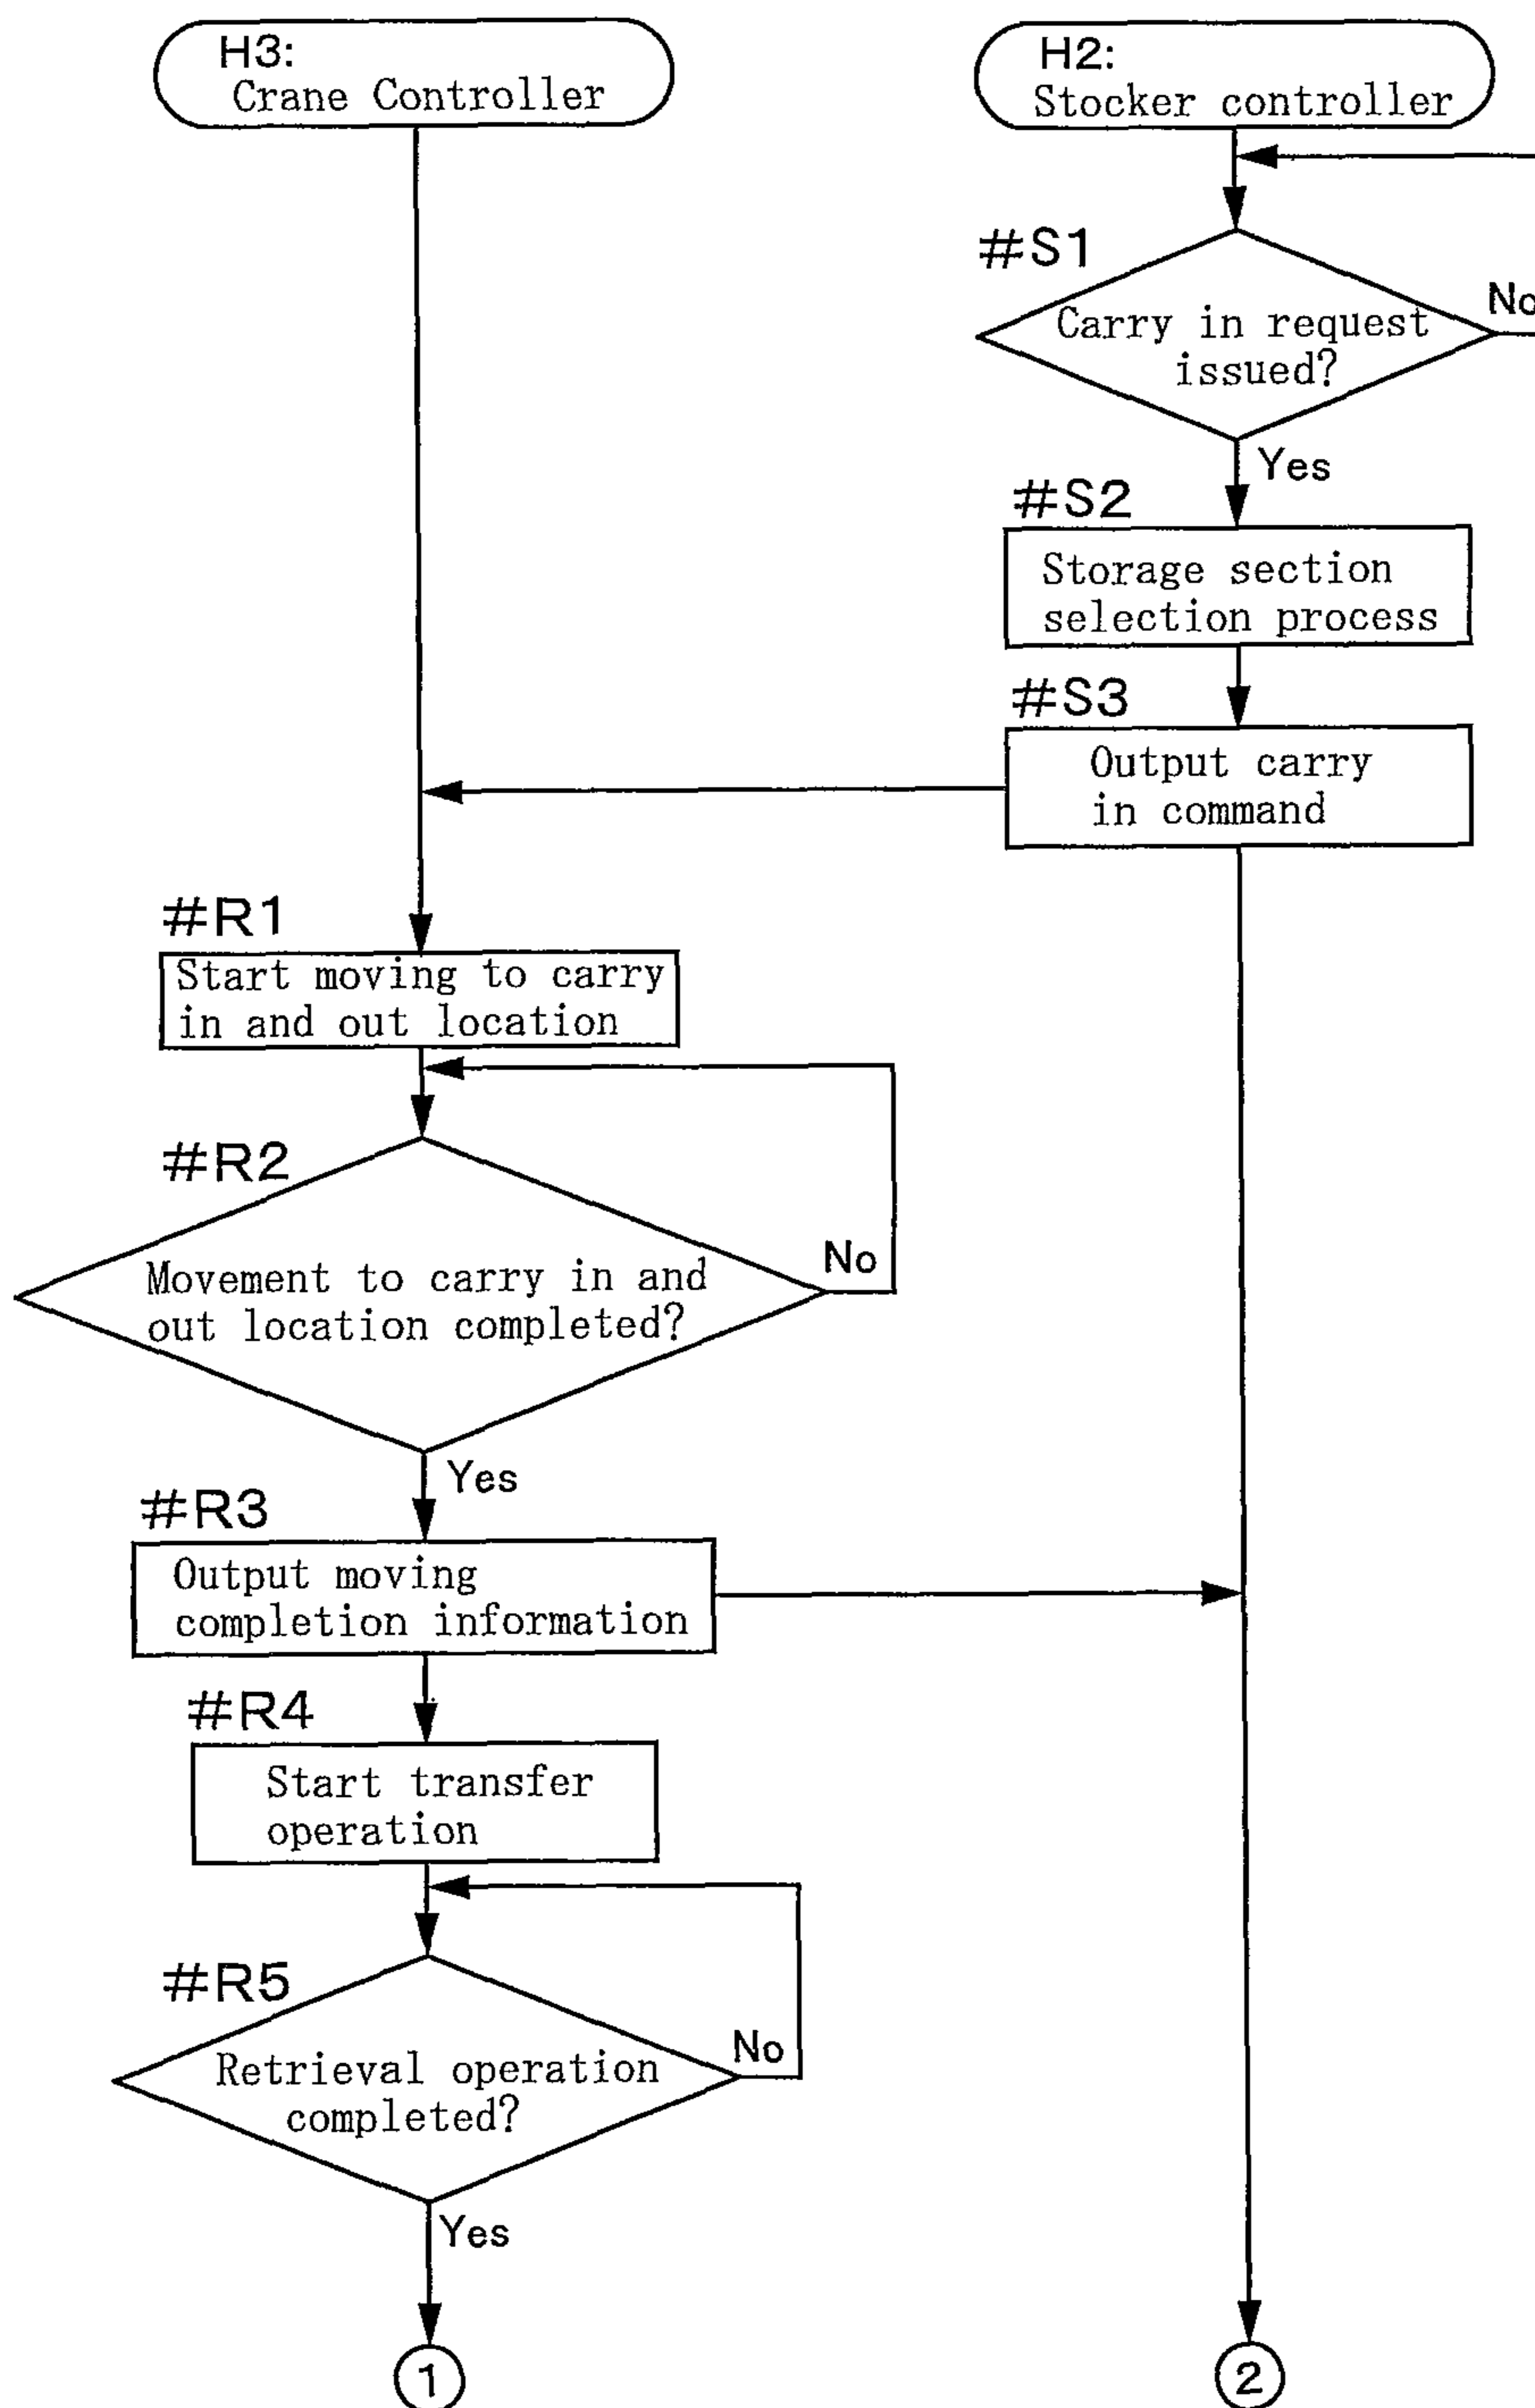 H3:
Crane Controller
H2:
Stocker controller
#S1
Carry in request
issued?
No
Yes
#S2
Storage section
selection process
#S3
Output carry
in command
#R1
Start moving to carry
in and out location
#R2
Movement to carry in and
out location completed?
No
Yes
#R3
Output moving
completion information
#R4
Start transfer
operation
#R5
Retrieval operation
completed?
No
Yes
1
2